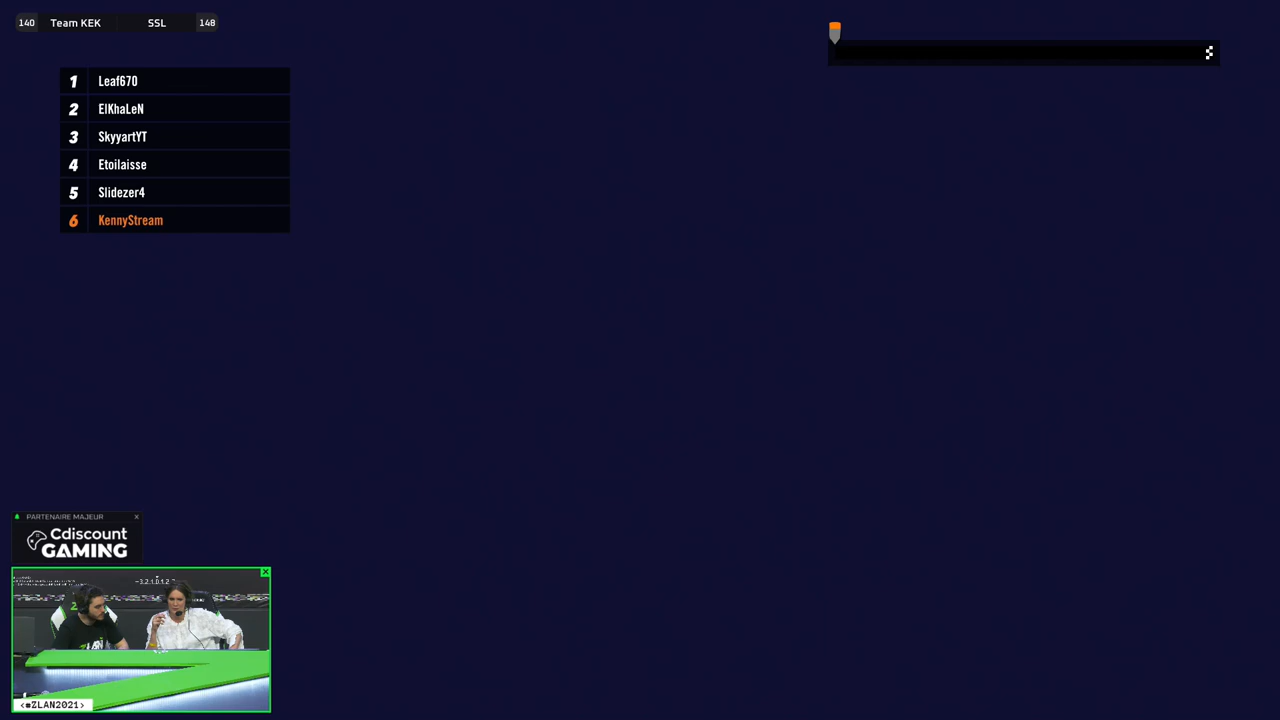 140 Team KEK SSL 148
1 Leaf670
2 ElKhaLeN
3 SkyyartYT
4 Etoilaisse
5 Slidezer4
6 KennyStream
PARTENAIRE MAJEUR
Cdiscount
GAMING
<#ZLAN2021>